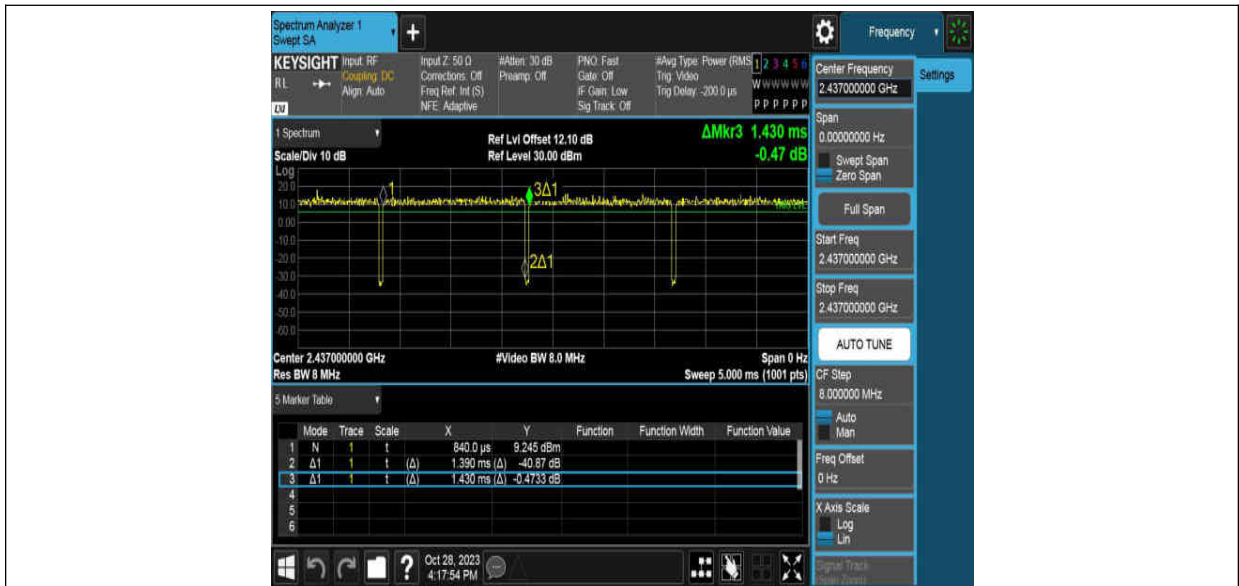 Spectrum Analyzer 1
Swept SA
+
Frequency
KEYSIGHT
RL
LXI
Input: RF
Coupling: DC
Align: Auto
Input Z: 50 Ω
Corrections: Off
Freq Ref: Int (S)
NFE: Adaptive
#Atten: 30 dB
Preamp: Off
PNO: Fast
Gate: Off
IF Gain: Low
Sig Track: Off
#Avg Type: Power (RMS
Trig: Video
Trig Delay: -200.0 µs
1 2 3 4 5 6
W W W W W W
P P P P P P
1 Spectrum
Scale/Div 10 dB
Ref Lvl Offset 12.10 dB
Ref Level 30.00 dBm
ΔMkr3 1.430 ms
-0.47 dB
Log
20.0
10.0
0.00
-10.0
-20.0
-30.0
-40.0
-50.0
-60.0
1
3Δ1
2Δ1
Center 2.437000000 GHz
Res BW 8 MHz
#Video BW 8.0 MHz
Span 0 Hz
Sweep 5.000 ms (1001 pts)
5 Marker Table
Mode Trace Scale X Y Function Function Width Function Value
1 N 1 t 840.0 µs 9.245 dBm
2 Δ1 1 t (Δ) 1.390 ms (Δ) -40.87 dB
3 Δ1 1 t (Δ) 1.430 ms (Δ) -0.4733 dB
4
5
6
Oct 28, 2023
4:17:54 PM
?
Center Frequency
2.437000000 GHz
Settings
Span
0.00000000 Hz
Swept Span
Zero Span
Full Span
Start Freq
2.437000000 GHz
Stop Freq
2.437000000 GHz
AUTO TUNE
CF Step
8.000000 MHz
Auto
Man
Freq Offset
0 Hz
X Axis Scale
Log
Lin
Signal Track
(Span Zoom)